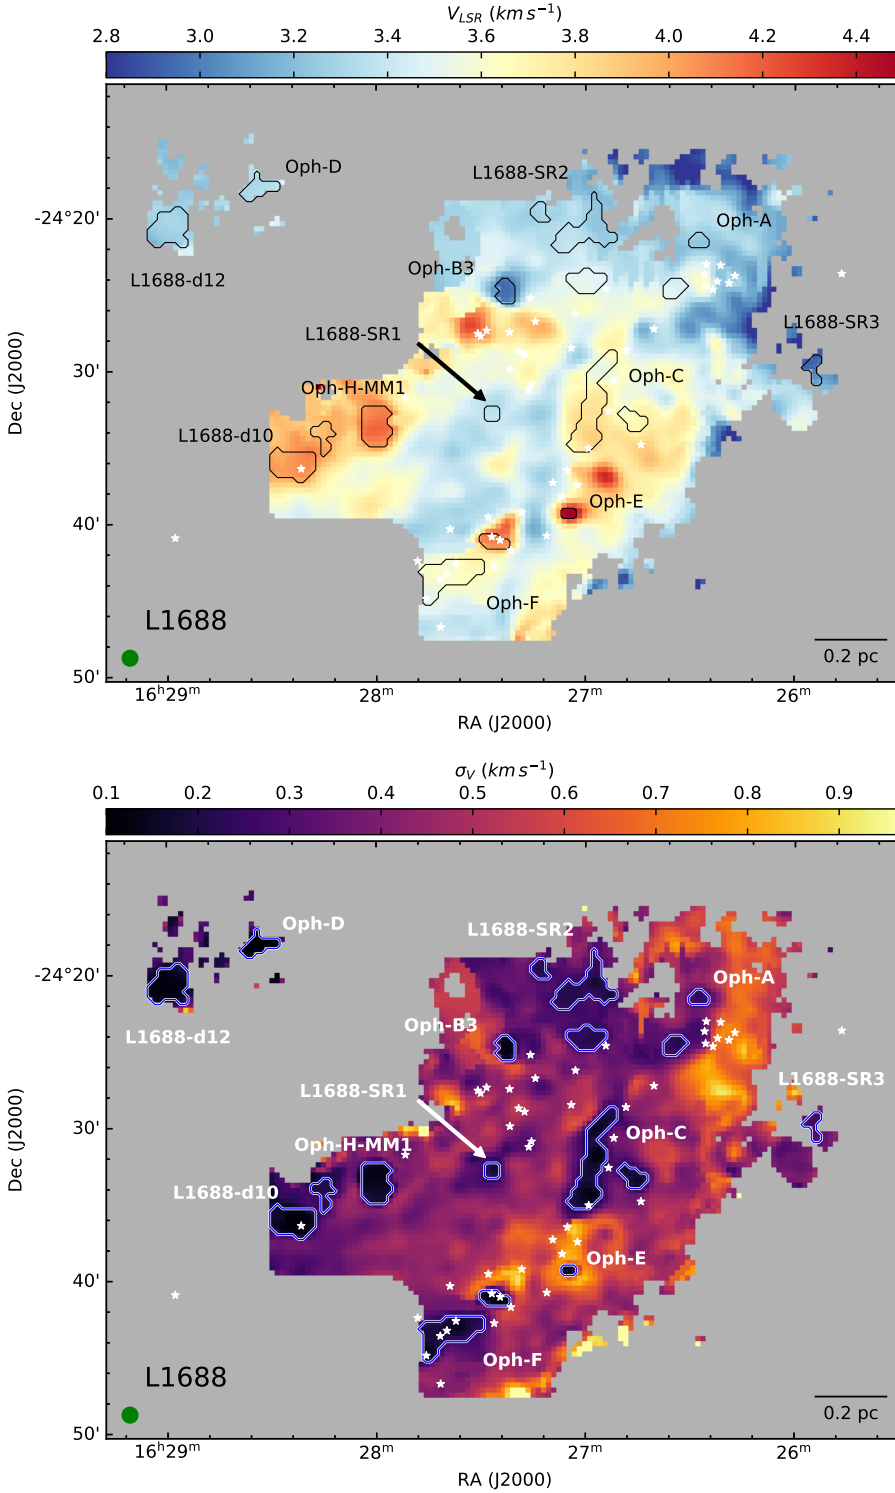 V_LSR (km s⁻¹)
2.8 3.0 3.2 3.4 3.6 3.8 4.0 4.2 4.4
Oph-D
L1688-SR2
-24°20'
Oph-A
Oph-B3
L1688-d12
L1688-SR3
L1688-SR1
30'
Oph-C
Oph-H-MM1
L1688-d10
Oph-E
40'
Oph-F
L1688
0.2 pc
50'
16ʰ29ᵐ 28ᵐ 27ᵐ 26ᵐ
RA (J2000)
Dec (J2000)
σ_V (km s⁻¹)
0.1 0.2 0.3 0.4 0.5 0.6 0.7 0.8 0.9
Oph-D
L1688-SR2
-24°20'
Oph-A
Oph-B3
L1688-d12
L1688-SR3
L1688-SR1
30'
Oph-C
Oph-H-MM1
L1688-d10
Oph-E
40'
Oph-F
L1688
0.2 pc
50'
16ʰ29ᵐ 28ᵐ 27ᵐ 26ᵐ
RA (J2000)
Dec (J2000)